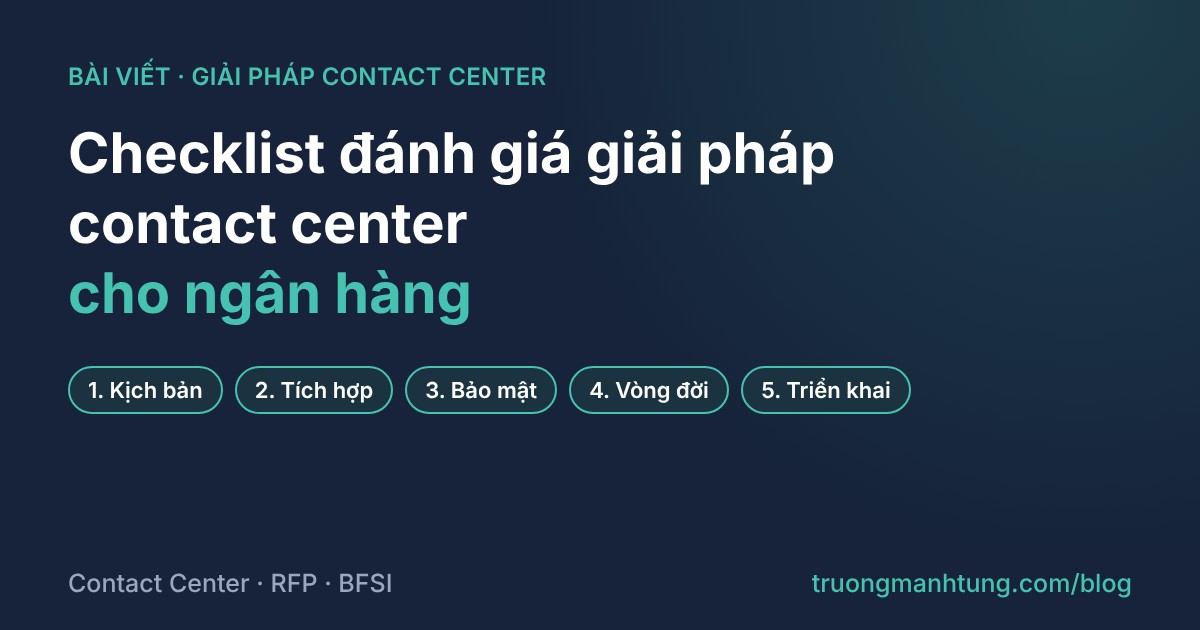 BÀI VIẾT · GIẢI PHÁP CONTACT CENTER
Checklist đánh giá giải pháp
contact center
cho ngân hàng
1. Kịch bản 2. Tích hợp 3. Bảo mật 4. Vòng đời 5. Triển khai
Contact Center · RFP · BFSI truongmanhtung.com/blog